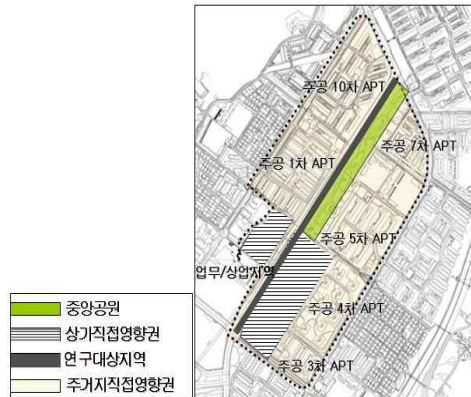 주공 10차 APT
주공 7차 APT
주공 1차 APT
주공 5차 APT
업무/상업지역
주공 4차 APT
주공 3차 APT
중앙공원
상가직접영향권
연구대상지역
주거지직접영향권